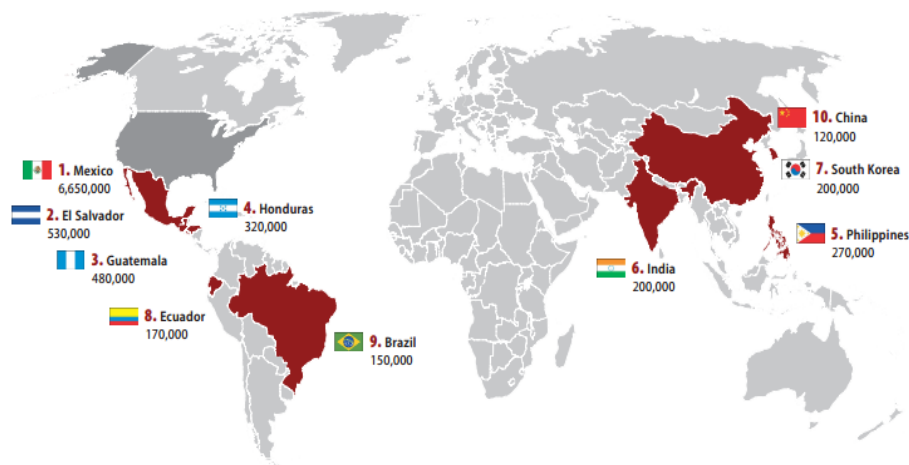 1. Mexico
6,650,000
2. El Salvador
530,000
3. Guatemala
480,000
4. Honduras
320,000
8. Ecuador
170,000
9. Brazil
150,000
10. China
120,000
7. South Korea
200,000
5. Philippines
270,000
6. India
200,000